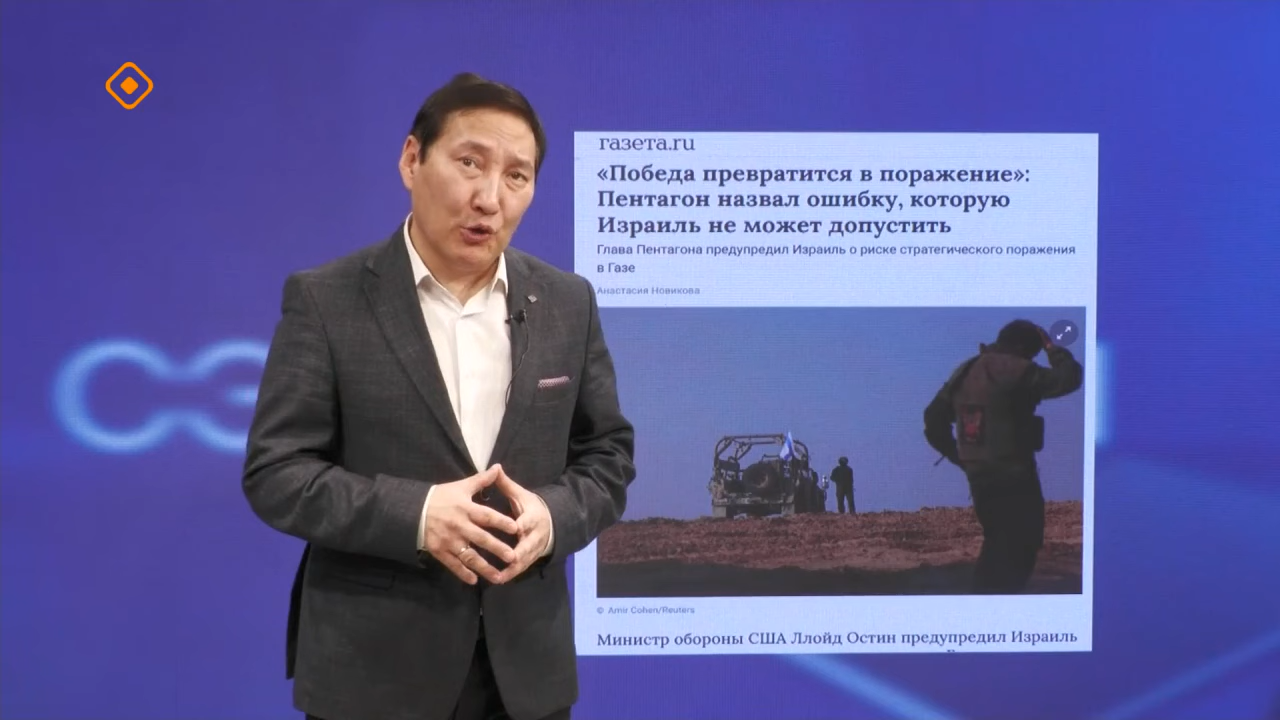 газета.ru
«Победа превратится в поражение»:
Пентагон назвал ошибку, которую
Израиль не может допустить
Глава Пентагона предупредил Израиль о риске стратегического поражения
в Газе
Анастасия Новикова
© Amir Cohen/Reuters
Министр обороны США Ллойд Остин предупредил Израиль